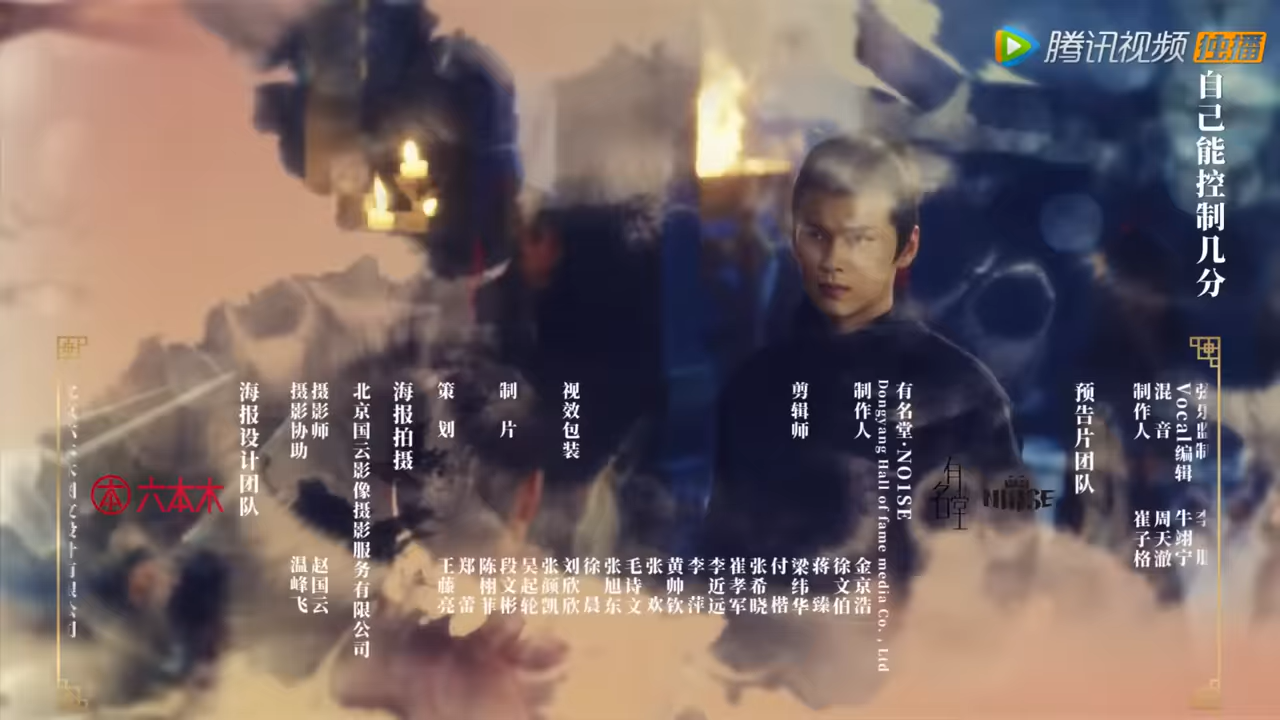 腾讯视频 独播
自己能控制几分
Vocal编辑 牛翊宁
混音 周天澈
制作人 崔子格
预告片团队
NOISE
有名堂
有名堂·NOISE
Dongyang Hall of fame media Co. , Ltd
制作人 金京浩
徐文伯
蒋臻
剪辑师 梁纬华
付楷
张希晓
崔孝军
李近远
李萍
黄帅钦
张欢
毛诗文
张旭东
徐晨
视效包装 刘欣欣
张颜凯
吴起轮
制片 段文彬
陈栩菲
郑蕾
策划 王藤亮
海报拍摄
北京国云影像摄影服务有限公司
摄影师 赵国云
摄影协助 温峰飞
海报设计团队
六本木